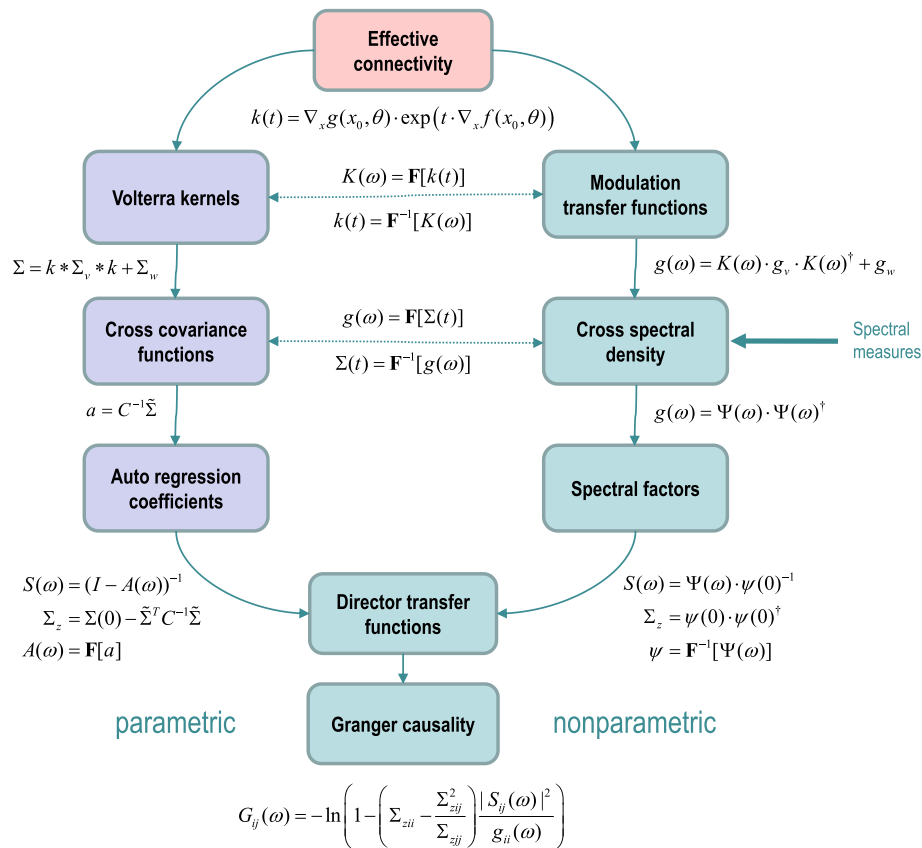 Effective
connectivity
k(t) = ∇ₓg(x₀,θ)·exp(t·∇ₓf(x₀,θ))
Volterra kernels
K(ω) = F[k(t)]
k(t) = F⁻¹[K(ω)]
Modulation
transfer functions
Σ = k ∗ Σᵥ ∗ k + Σ_w
g(ω) = K(ω)·gᵥ·K(ω)† + g_w
Cross covariance
functions
g(ω) = F[Σ(t)]
Σ(t) = F⁻¹[g(ω)]
Cross spectral
density
Spectral
measures
a = C⁻¹Σ̃
g(ω) = Ψ(ω)·Ψ(ω)†
Auto regression
coefficients
Spectral factors
S(ω) = (I − A(ω))⁻¹
Σ_z = Σ(0) − Σ̃ᵀC⁻¹Σ̃
A(ω) = F[a]
Director transfer
functions
S(ω) = Ψ(ω)·ψ(0)⁻¹
Σ_z = ψ(0)·ψ(0)†
ψ = F⁻¹[Ψ(ω)]
parametric
Granger causality
nonparametric
G_ij(ω) = −ln(1 − (Σ_zii − Σ²_zij / Σ_zjj) |S_ij(ω)|² / g_ii(ω))